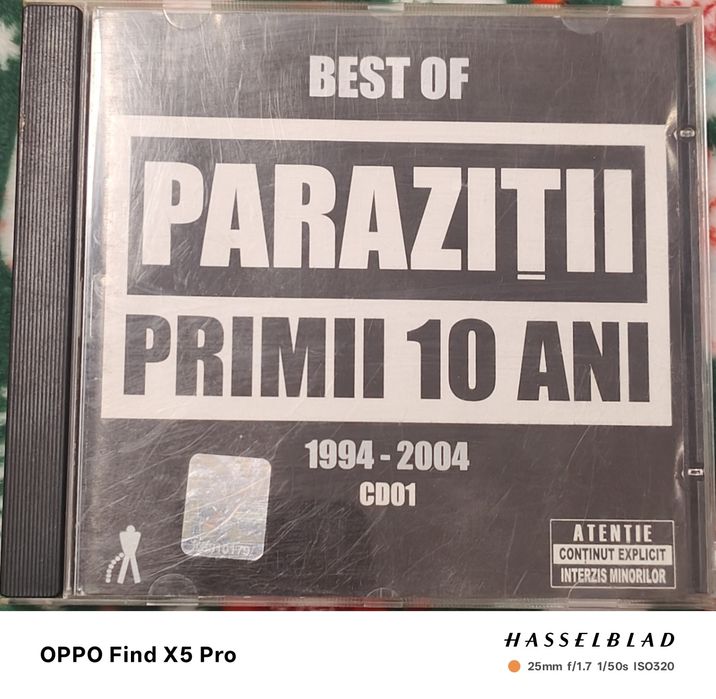 BEST OF
PARAZIȚII
PRIMII 10 ANI
1994 - 2004
CD01
ATENTIE
CONTINUT EXPLICIT
INTERZIS MINORILOR
OPPO Find X5 Pro
HASSELBLAD
25mm f/1.7 1/50s ISO320